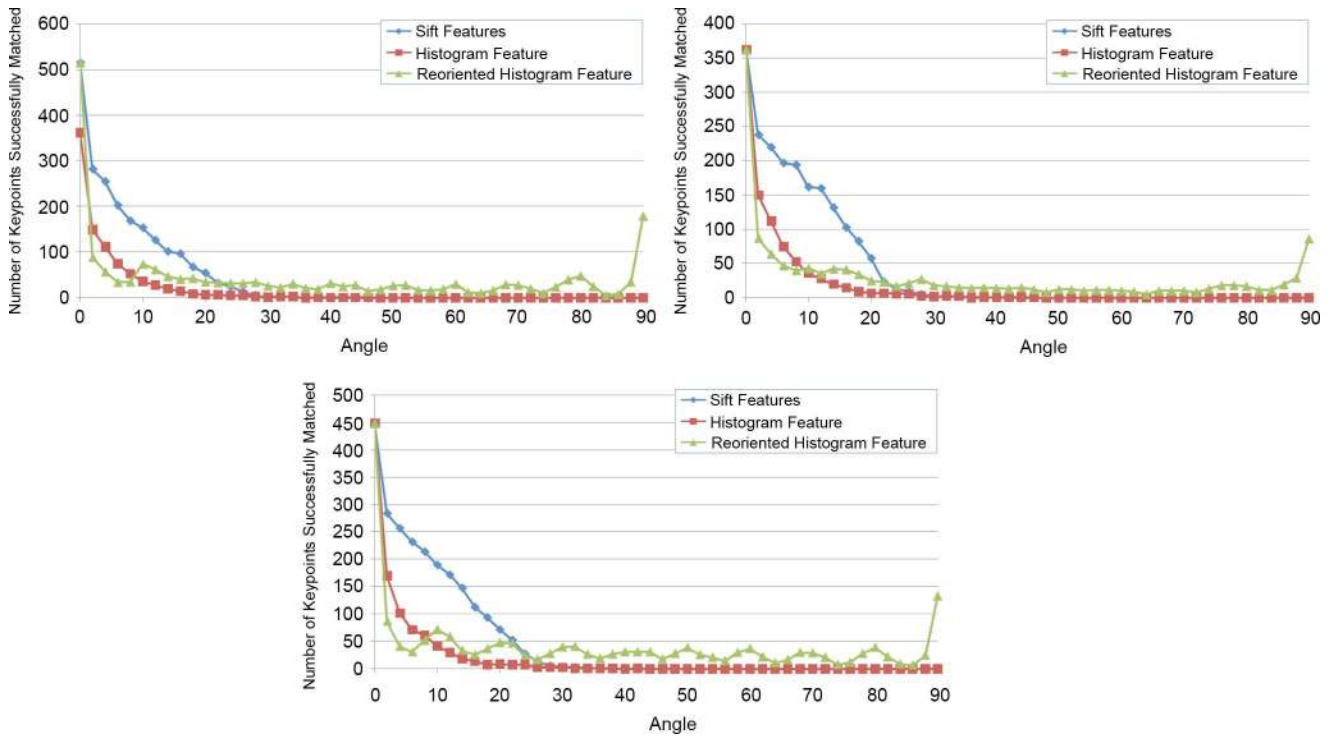 Number of Keypoints Successfully Matched
600
500
400
300
200
100
0
0 10 20 30 40 50 60 70 80 90
Angle
Sift Features
Histogram Feature
Reoriented Histogram Feature
Number of Keypoints Successfully Matched
400
350
300
250
200
150
100
50
0
0 10 20 30 40 50 60 70 80 90
Angle
Sift Features
Histogram Feature
Reoriented Histogram Feature
Number of Keypoints Successfully Matched
500
450
400
350
300
250
200
150
100
50
0
0 10 20 30 40 50 60 70 80 90
Angle
Sift Features
Histogram Feature
Reoriented Histogram Feature